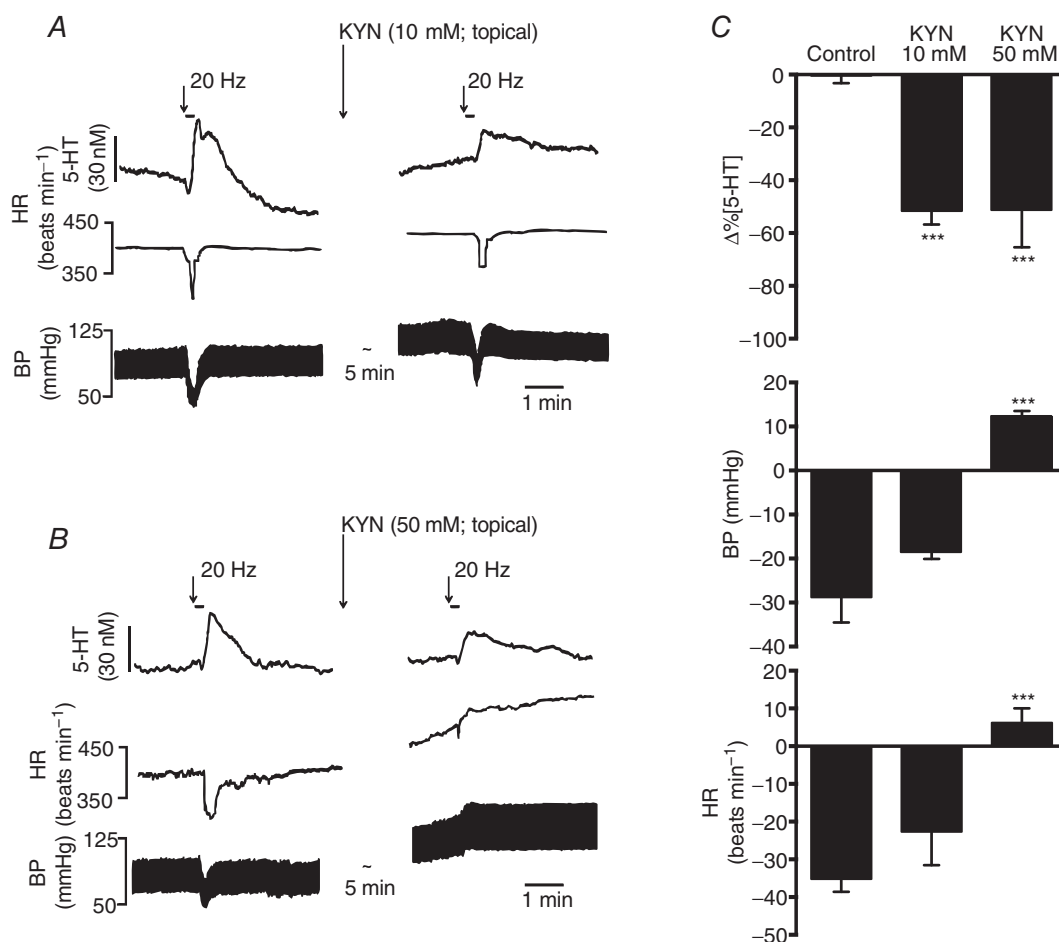 A
KYN (10 mM; topical)
20 Hz
20 Hz
5-HT
(30 nM)
HR
(beats min⁻¹)
450
350
BP
(mmHg)
125
50
~
5 min
1 min
B
KYN (50 mM; topical)
20 Hz
20 Hz
5-HT
(30 nM)
HR
(beats min⁻¹)
450
350
BP
(mmHg)
125
50
~
5 min
1 min
C
Control
KYN
10 mM
KYN
50 mM
Δ%[5-HT]
0
−20
−40
−60
−80
−100
***
***
BP (mmHg)
20
10
0
−10
−20
−30
−40
***
HR
(beats min⁻¹)
20
10
0
−10
−20
−30
−40
−50
***